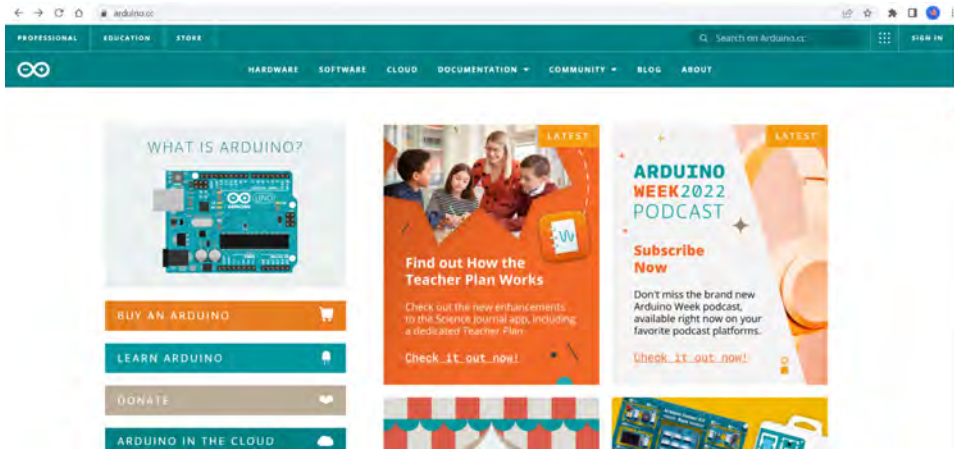 arduino.cc
PROFESSIONAL EDUCATION STORE
Search on Arduino.cc
SIGN IN
HARDWARE SOFTWARE CLOUD DOCUMENTATION COMMUNITY BLOG ABOUT
WHAT IS ARDUINO?
UNO
ARDUINO
BUY AN ARDUINO
LEARN ARDUINO
DONATE
ARDUINO IN THE CLOUD
LATEST
Find out How the
Teacher Plan Works
Check out the new enhancements
to the Science Journal app, including
a dedicated Teacher Plan
Check it out now!
LATEST
ARDUINO
WEEK2022
PODCAST
Subscribe
Now
Don't miss the brand new
Arduino Week podcast,
available right now on your
favorite podcast platforms.
Check it out now!